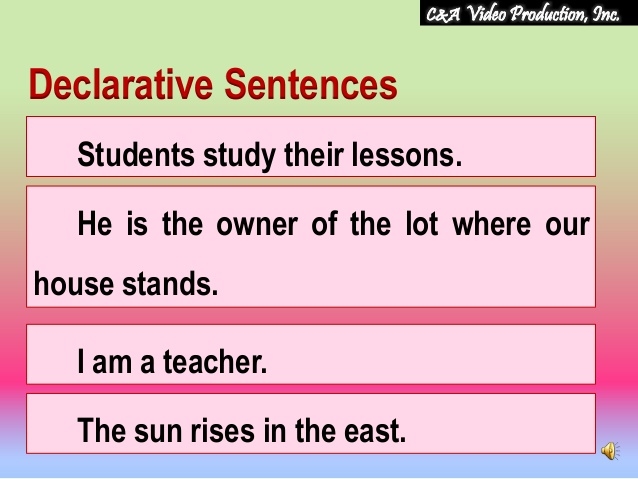 C&A Video Production, Inc.
Declarative Sentences
Students study their lessons.
He is the owner of the lot where our
house stands.
I am a teacher.
The sun rises in the east.